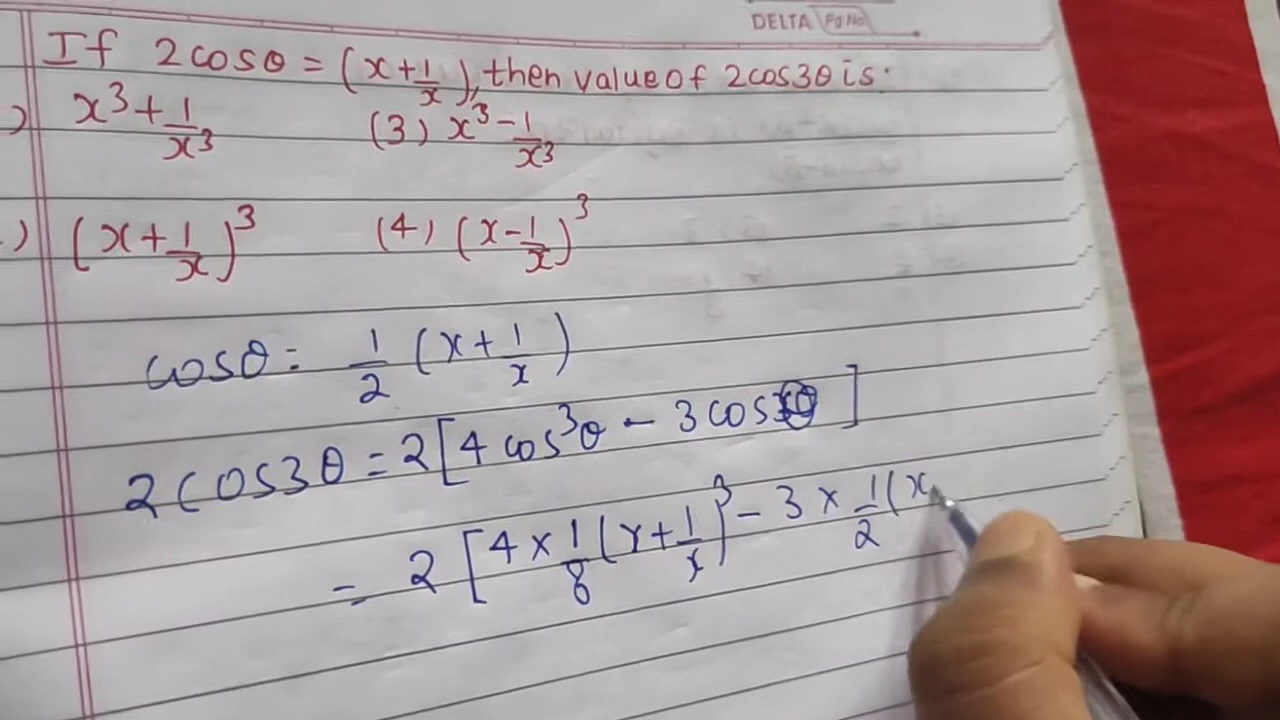 DELTA Pg No
If 2cosθ = (x+1/x), then value of 2cos3θ is:
) x³+1/x³ (3) x³-1/x³
.) (x+1/x)³ (4) (x-1/x)³
cosθ = 1/2 (x+1/x)
2cos3θ = 2[4cos³θ - 3cosθ]
= 2[4×1/8(x+1/x)³ - 3×1/2(x